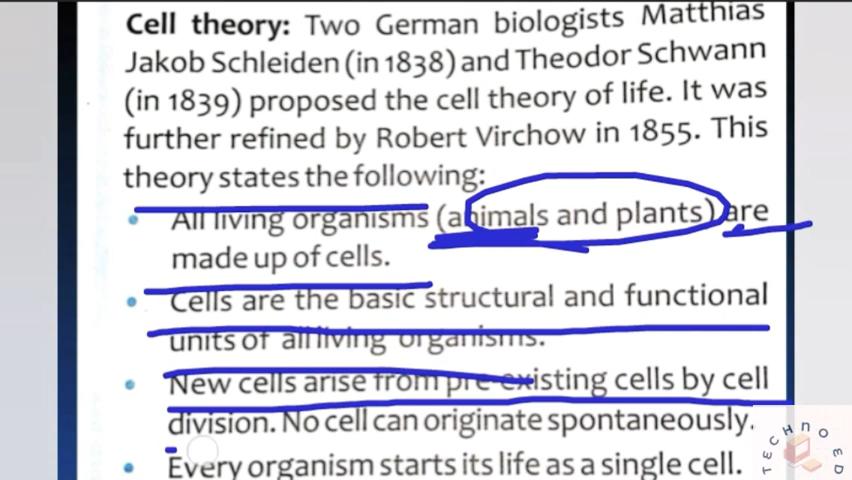 Cell theory: Two German biologists Matthias
Jakob Schleiden (in 1838) and Theodor Schwann
(in 1839) proposed the cell theory of life. It was
further refined by Robert Virchow in 1855. This
theory states the following:
• All living organisms (animals and plants) are
made up of cells.
• Cells are the basic structural and functional
units of all living organisms.
• New cells arise from pre-existing cells by cell
division. No cell can originate spontaneously.
• Every organism starts its life as a single cell.
TECHNOED